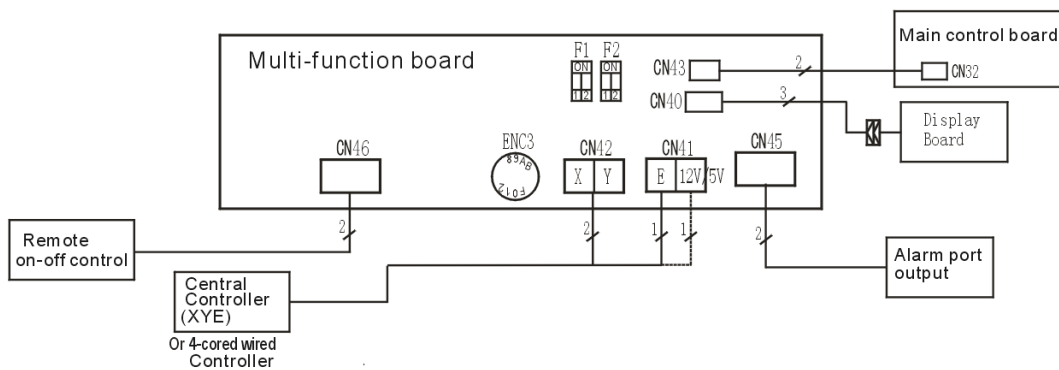 Multi-function board
F1 F2
ON ON
1 2 1 2
CN43
2
Main control board
CN32
CN40
3
Display
Board
CN46
ENC3
89AB
F012
CN42
X Y
CN41
E 12V/5V
CN45
2
2
1
1
2
Remote
on-off control
Central
Controller
(XYE)
Or 4-cored wired
Controller
Alarm port
output